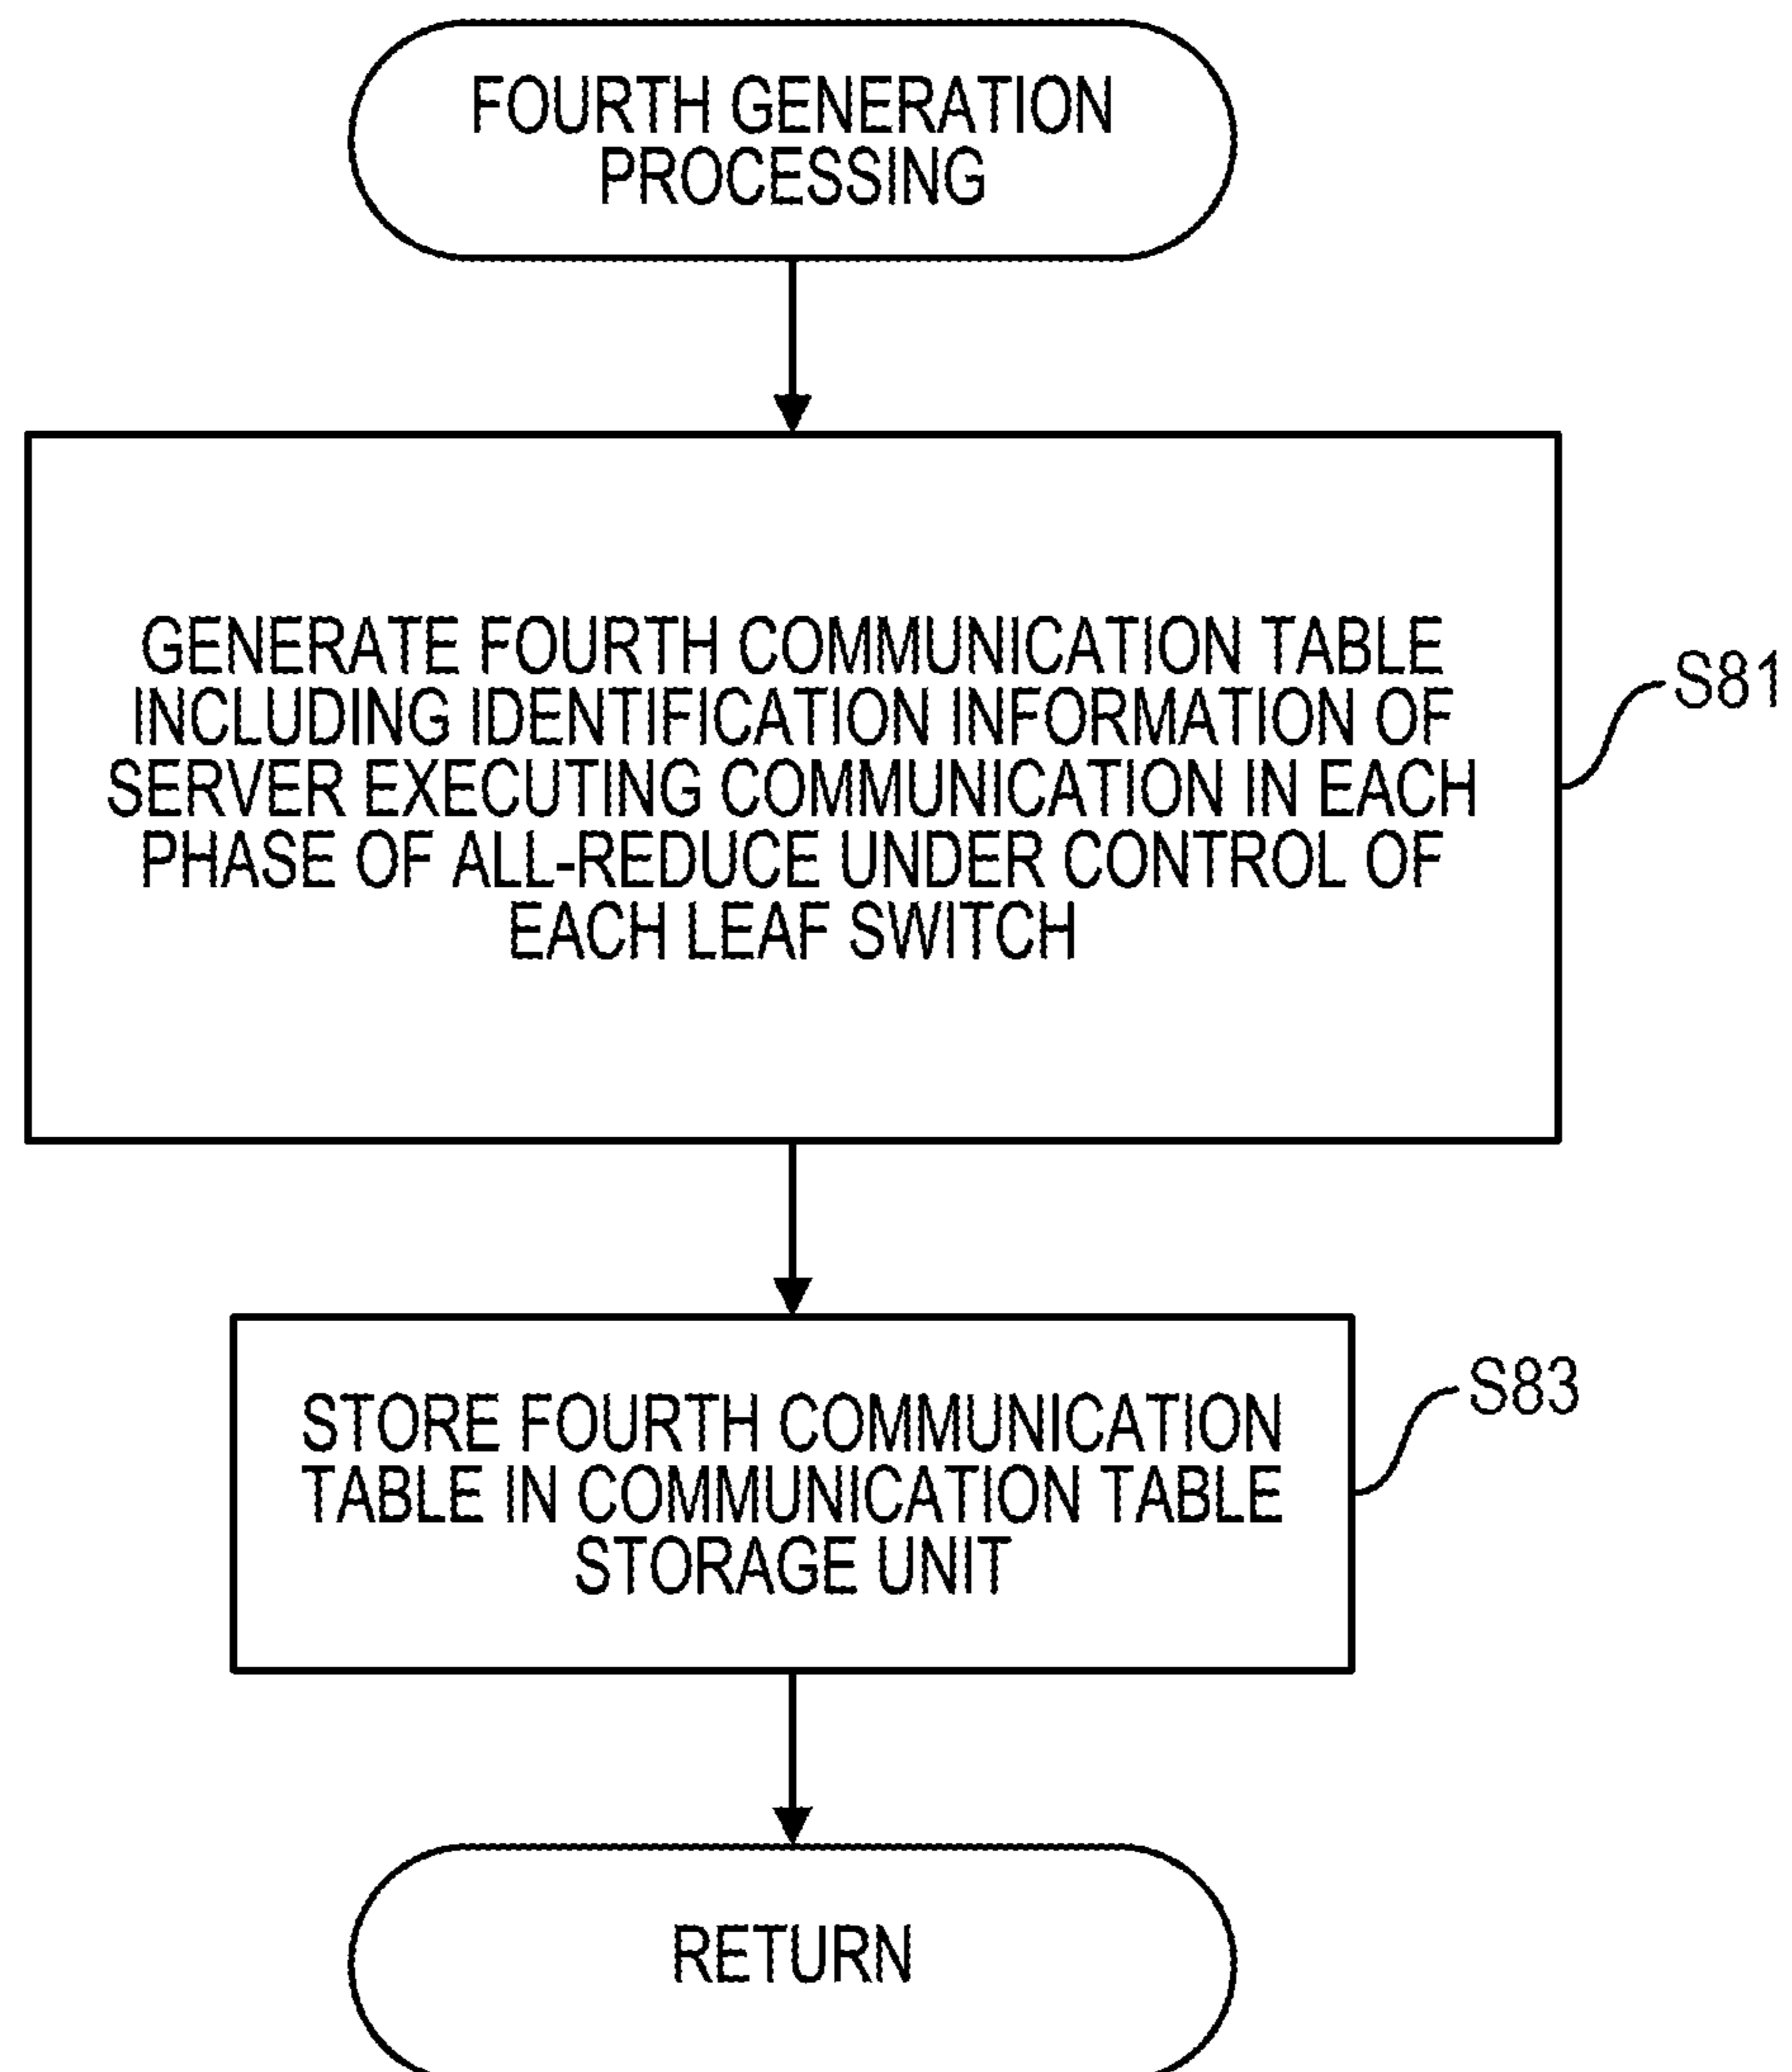 FOURTH GENERATION
PROCESSING
GENERATE FOURTH COMMUNICATION TABLE
INCLUDING IDENTIFICATION INFORMATION OF
SERVER EXECUTING COMMUNICATION IN EACH
PHASE OF ALL-REDUCE UNDER CONTROL OF
EACH LEAF SWITCH
S81
STORE FOURTH COMMUNICATION
TABLE IN COMMUNICATION TABLE
STORAGE UNIT
S83
RETURN